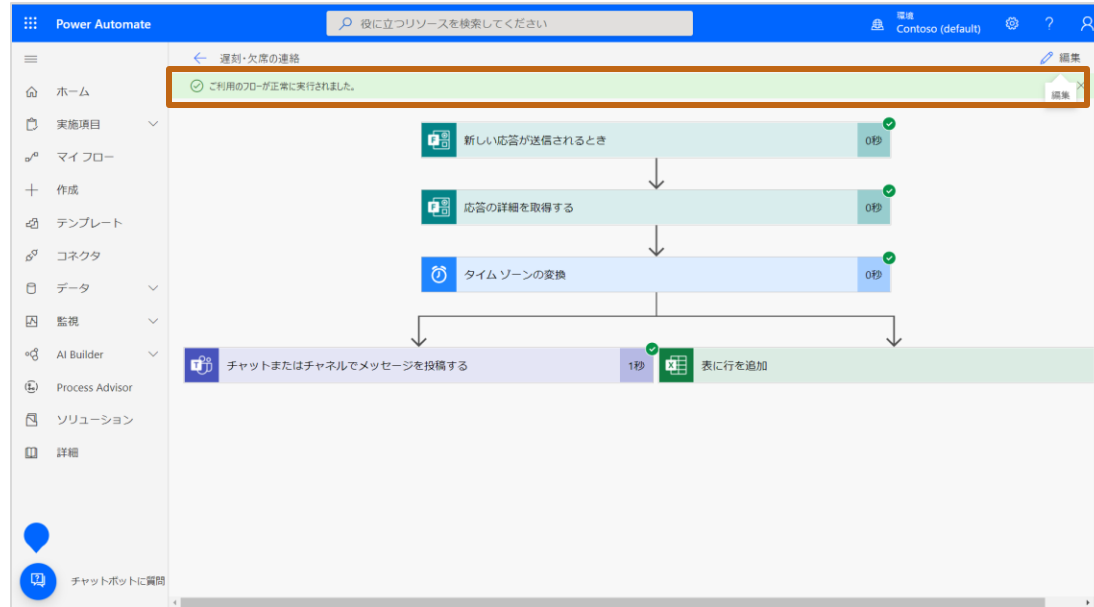 Power Automate
役に立つリソースを検索してください
環境
Contoso (default)
?
遅刻・欠席の連絡
編集
ご利用のフローが正常に実行されました。
編集
ホーム
実施項目
マイ フロー
作成
テンプレート
コネクタ
データ
監視
AI Builder
Process Advisor
ソリューション
詳細
チャットボットに質問
新しい応答が送信されるとき
0秒
応答の詳細を取得する
0秒
タイム ゾーンの変換
0秒
チャットまたはチャネルでメッセージを投稿する
1秒
表に行を追加